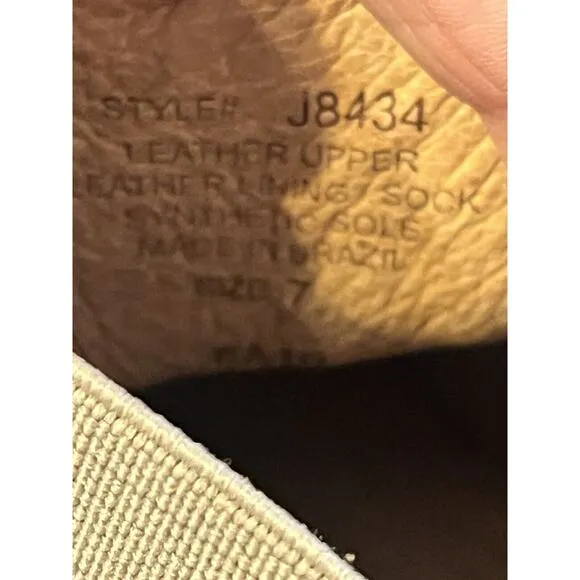 STYLE# J8434
LEATHER UPPER
LEATHER LINING / SOCK
SYNTHETIC SOLE
MADE IN BRAZIL
SIZE 7